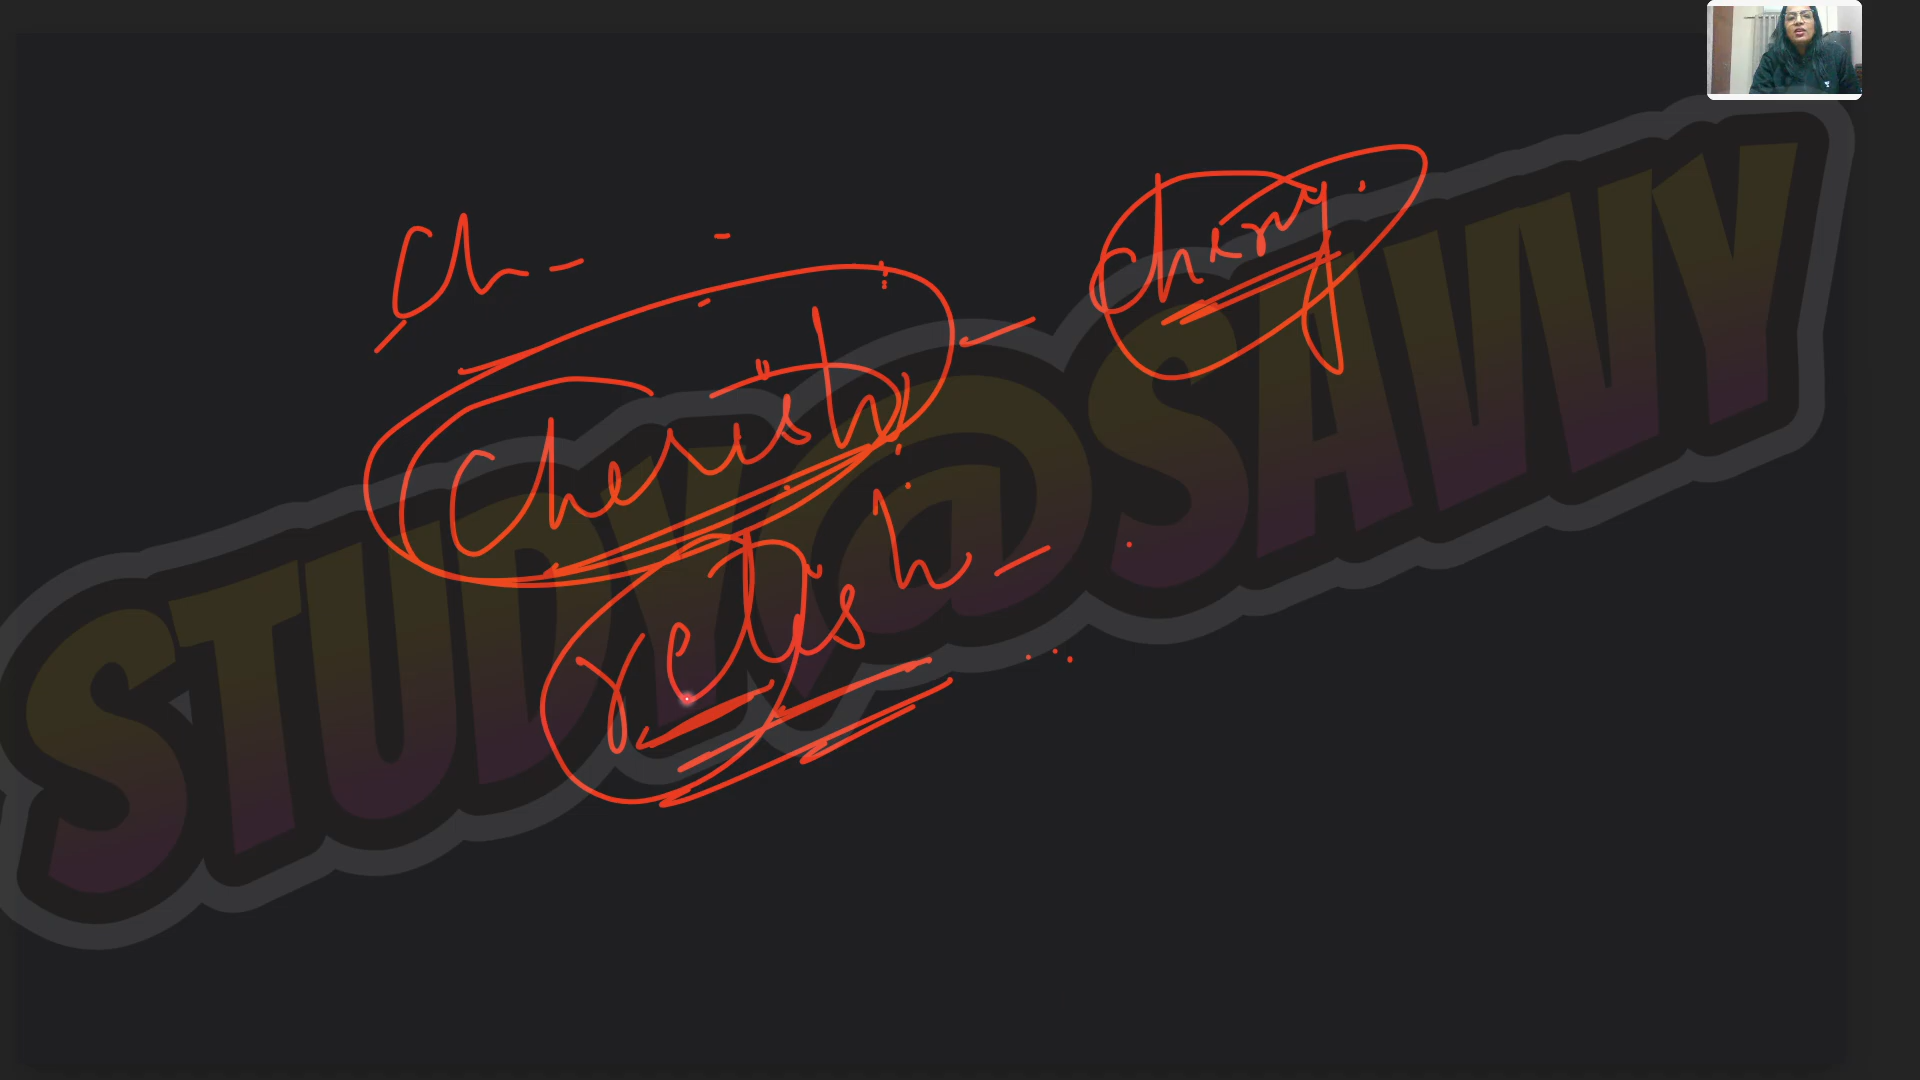 Ch -
Cherish - cherry
relish -
STUDY@SAVVY